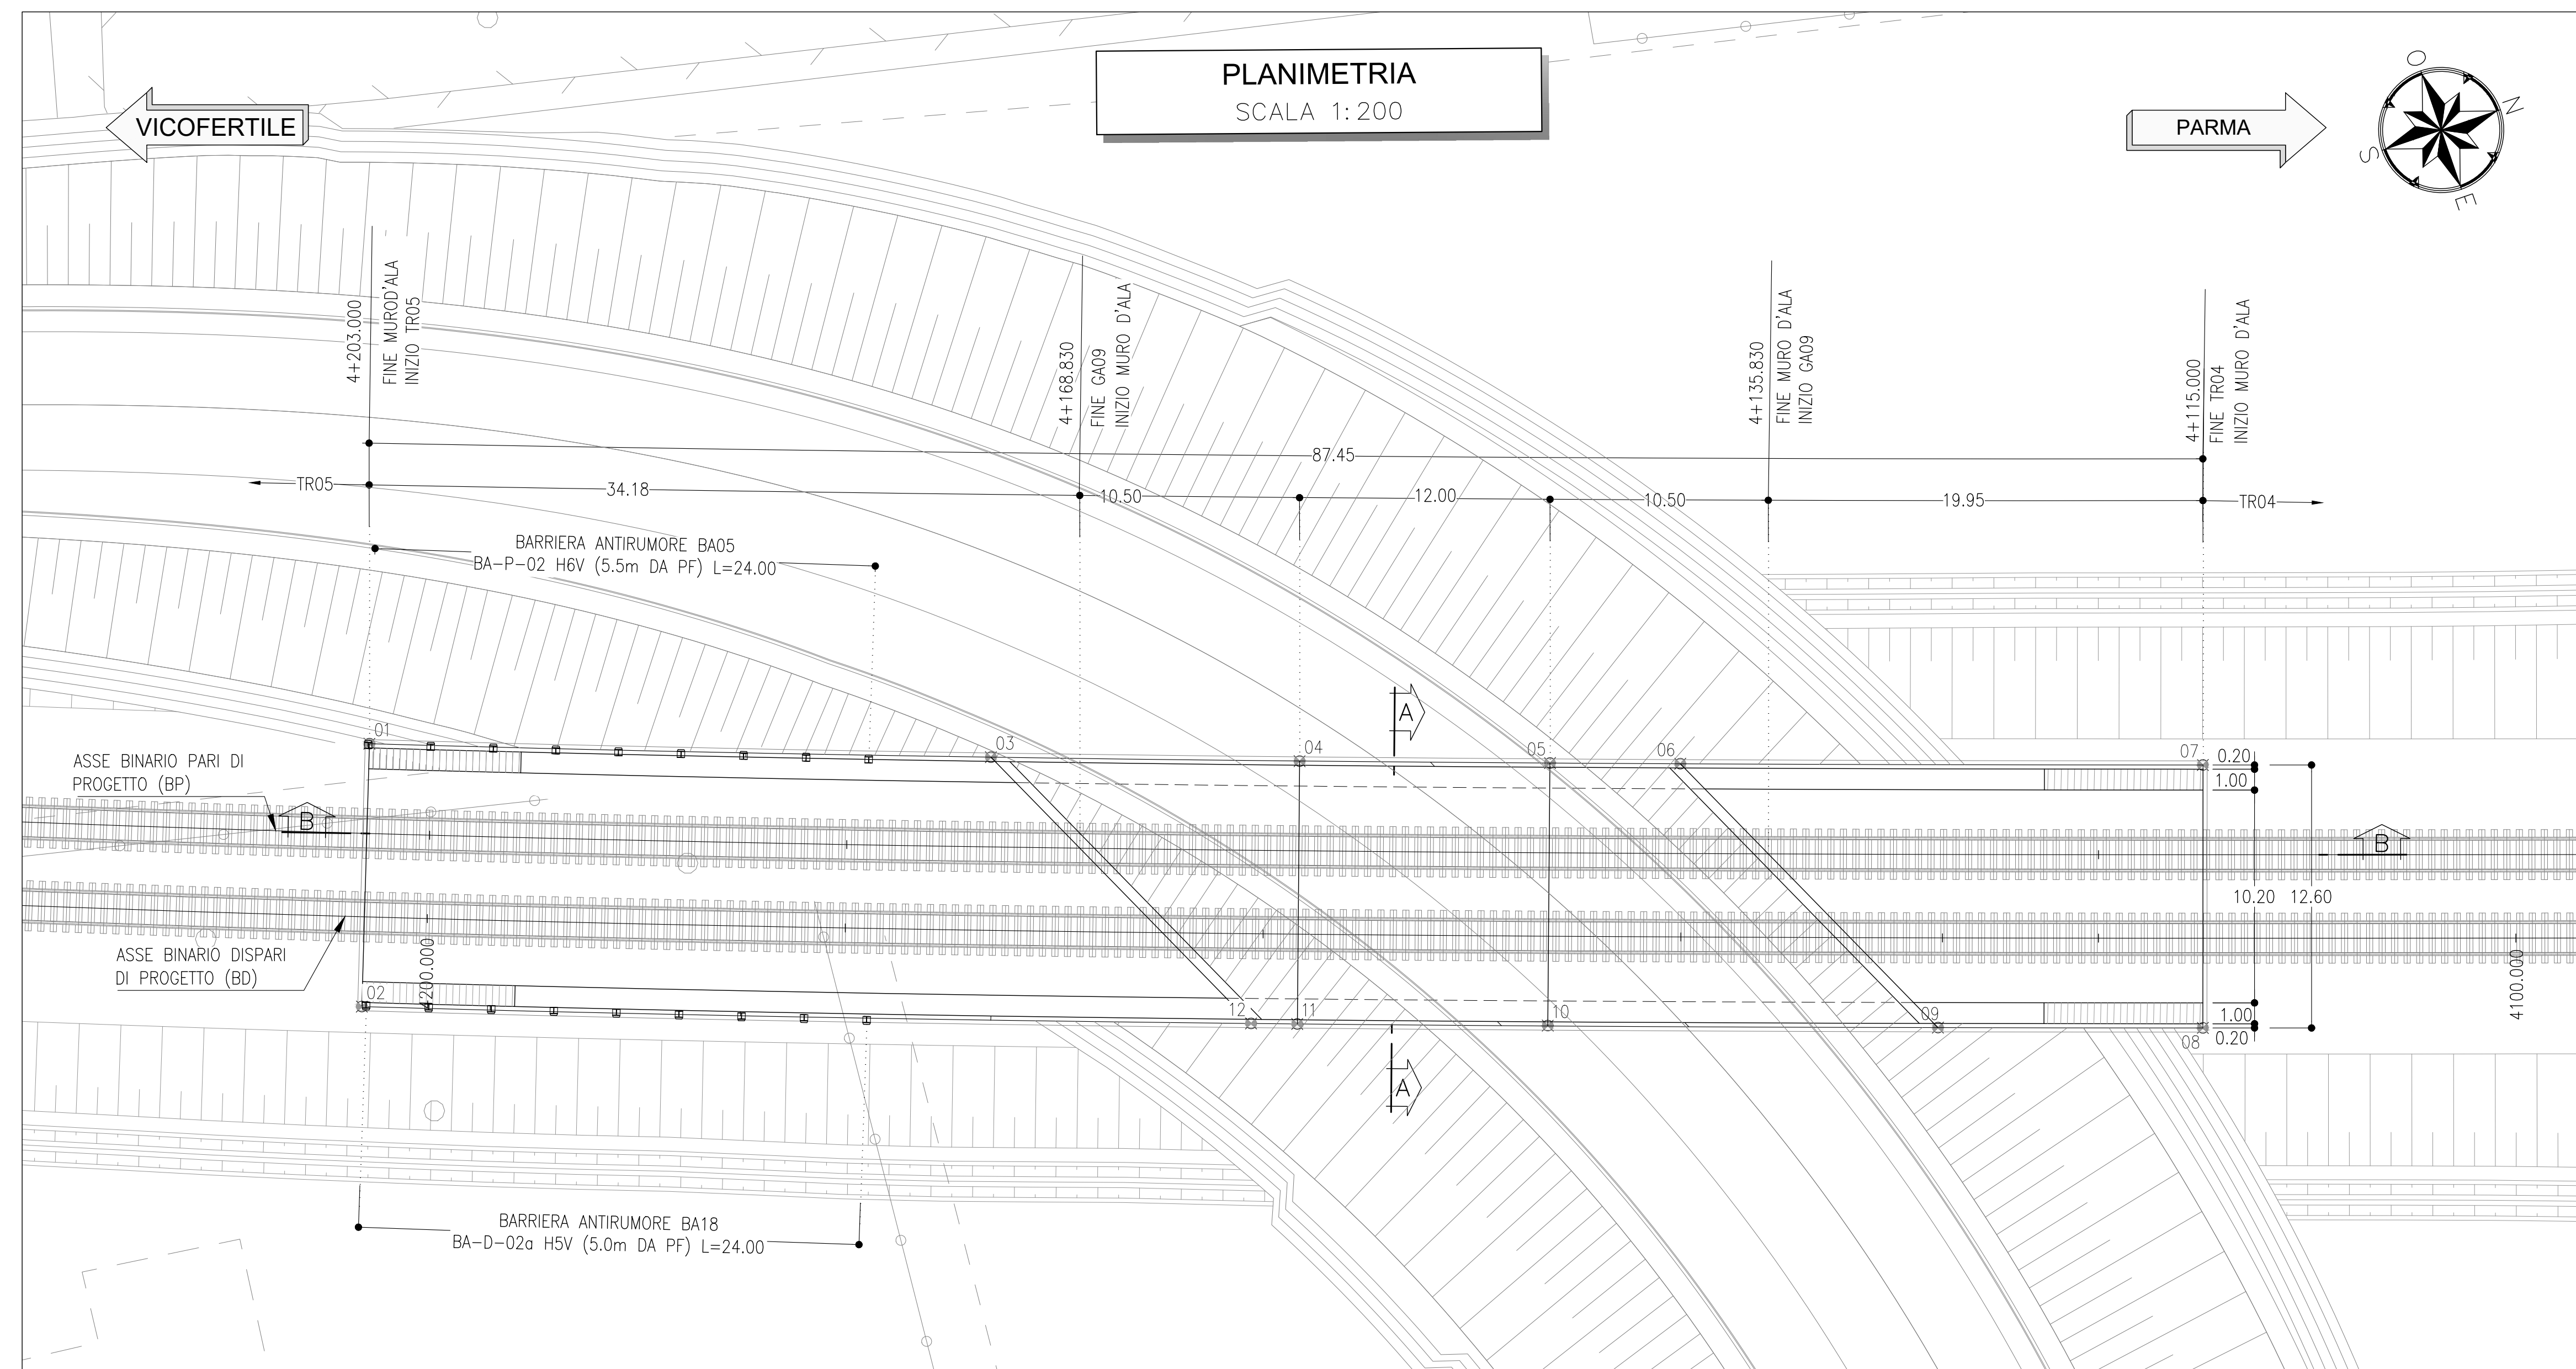 PLANIMETRIA
SCALA 1:200
VICOFERTILE
PARMA
O
N
S
E
4+203.000
FINE MUROD'ALA
INIZIO TR05
4+168.830
FINE GA09
INIZIO MURO D'ALA
4+135.830
FINE MURO D'ALA
INIZIO GA09
4+115.000
FINE TR04
INIZIO MURO D'ALA
87.45
TR05
34.18
10.50
12.00
10.50
19.95
TR04
BARRIERA ANTIRUMORE BA05
BA-P-02 H6V (5.5m DA PF) L=24.00
A
01
03
04
05
06
07
0.20
1.00
ASSE BINARIO PARI DI
PROGETTO (BP)
B
B
10.20
12.60
ASSE BINARIO DISPARI
DI PROGETTO (BD)
4200.000
4100.000
02
12
11
10
09
08
1.00
0.20
A
BARRIERA ANTIRUMORE BA18
BA-D-02a H5V (5.0m DA PF) L=24.00